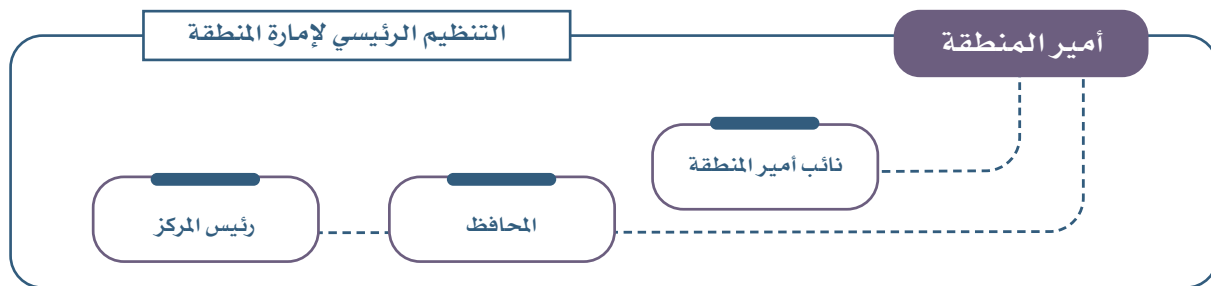 أمير المنطقة
التنظيم الرئيسي لإمارة المنطقة
نائب أمير المنطقة
المحافظ
رئيس المركز